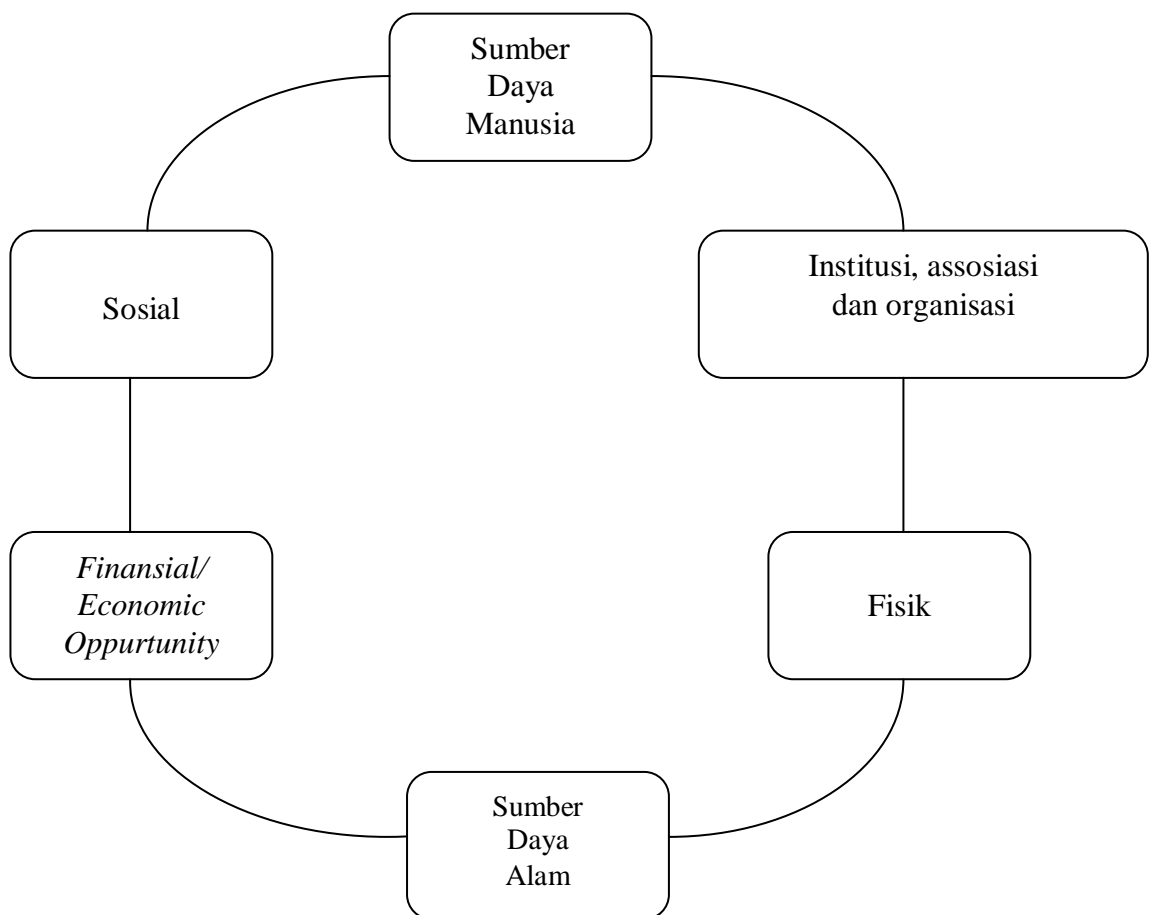 Sumber
Daya
Manusia
Sosial
Institusi, assosiasi
dan organisasi
Finansial/
Economic
Oppurtunity
Fisik
Sumber
Daya
Alam